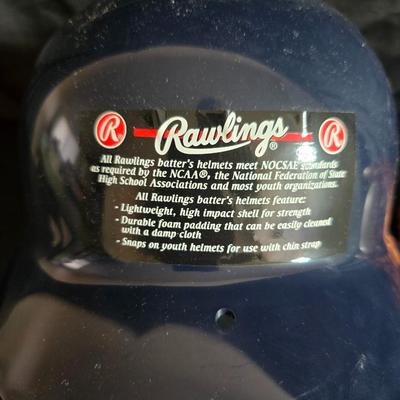 R Rawlings® R
All Rawlings batter's helmets meet NOCSAE standards
as required by the NCAA®, the National Federation of State
High School Associations and most youth organizations.
All Rawlings batter's helmets feature:
- Lightweight, high impact shell for strength
- Durable foam padding that can be easily cleaned
with a damp cloth
- Snaps on youth helmets for use with chin strap